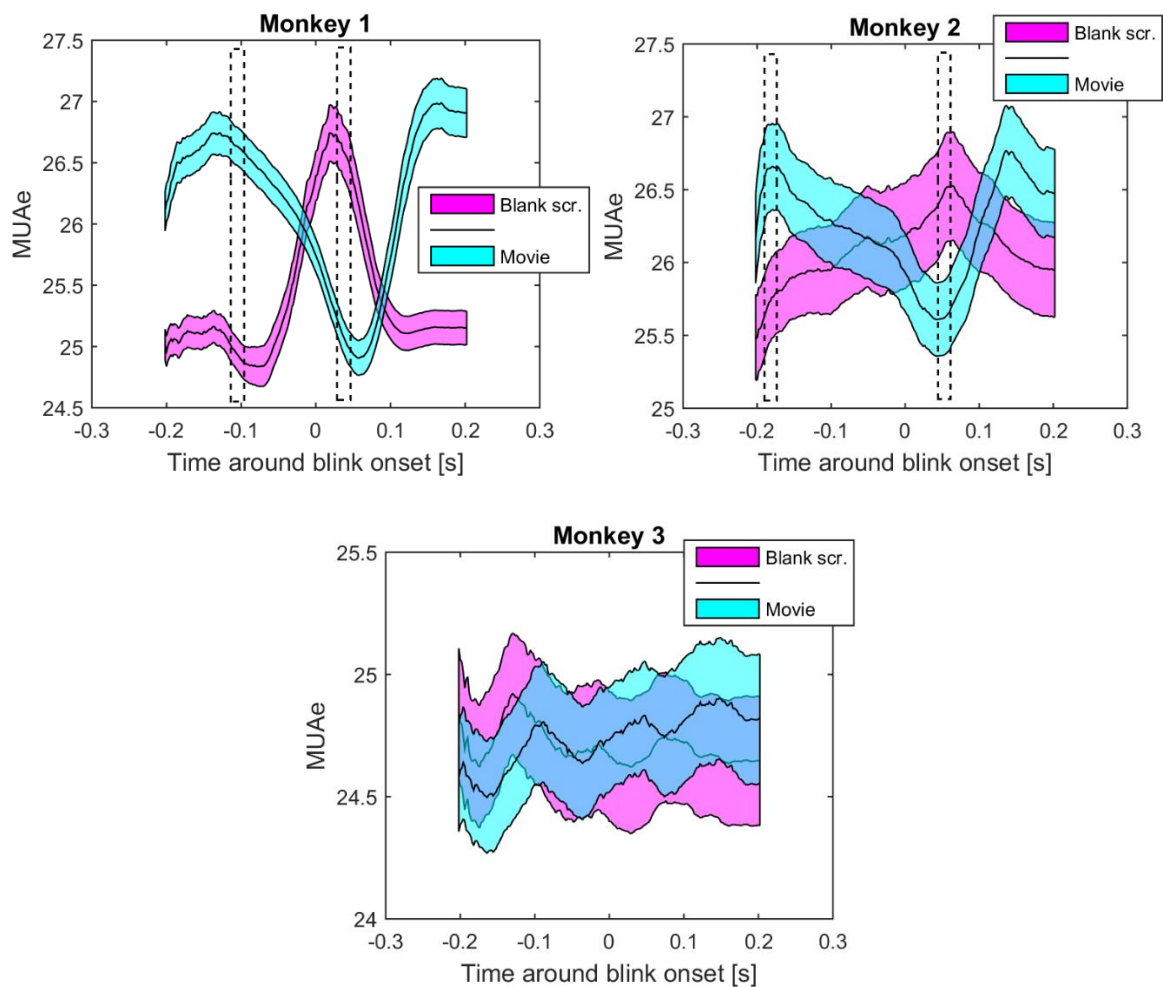 Monkey 1
27.5
27
26.5
26
25.5
25
24.5
MUAe
-0.3 -0.2 -0.1 0 0.1 0.2 0.3
Time around blink onset [s]
Blank scr.
Movie
Monkey 2
27.5
27
26.5
26
25.5
25
MUAe
-0.3 -0.2 -0.1 0 0.1 0.2 0.3
Time around blink onset [s]
Blank scr.
Movie
Monkey 3
25.5
25
24.5
24
MUAe
-0.3 -0.2 -0.1 0 0.1 0.2 0.3
Time around blink onset [s]
Blank scr.
Movie